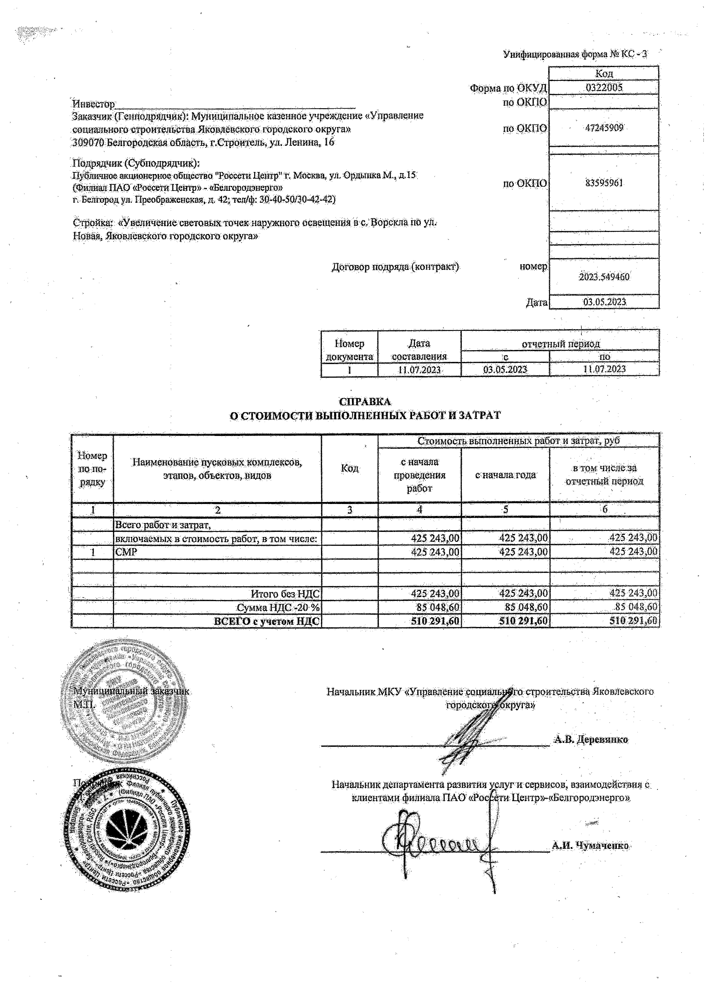 Унифицированная форма № КС - 3
Код
Форма по ОКУД 0322005
Инвестор по ОКПО
Заказчик (Генподрядчик): Муниципальное казенное учреждение «Управление
социального строительства Яковлевского городского округа» по ОКПО 47245909
309070 Белгородская область, г.Строитель, ул. Ленина, 16
Подрядчик (Субподрядчик):
Публичное акционерное общество "Россети Центр" г. Москва, ул. Ордынка М., д.15
(Филиал ПАО «Россети Центр» - «Белгородэнерго» по ОКПО 83595961
г. Белгород ул. Преображенская, д. 42; тел/ф: 30-40-50/30-42-42)
Стройка: «Увеличение световых точек наружного освещения в с. Ворскла по ул.
Новая, Яковлевского городского округа»
Договор подряда (контракт) номер 2023.549460
Дата 03.05.2023
Номер Дата отчетный период
документа составления с по
1 11.07.2023 03.05.2023 11.07.2023
СПРАВКА
О СТОИМОСТИ ВЫПОЛНЕННЫХ РАБОТ И ЗАТРАТ
Номер по по-рядку
Наименование пусковых комплексов,
этапов, объектов, видов
Код
Стоимость выполненных работ и затрат, руб
с начала
проведения
работ
с начала года
в том числе за
отчетный период
1 2 3 4 5 6
Всего работ и затрат,
включаемых в стоимость работ, в том числе: 425 243,00 425 243,00 425 243,00
1 СМР 425 243,00 425 243,00 425 243,00
Итого без НДС 425 243,00 425 243,00 425 243,00
Сумма НДС -20 % 85 048,60 85 048,60 85 048,60
ВСЕГО с учетом НДС 510 291,60 510 291,60 510 291,60
Муниципальный заказчик
М.П.
Начальник МКУ «Управление социального строительства Яковлевского
городского округа»
А.В. Деревянко
Начальник департамента развития услуг и сервисов, взаимодействия с
клиентами филиала ПАО «Россети Центр»-«Белгородэнерго»
А.И. Чумаченко